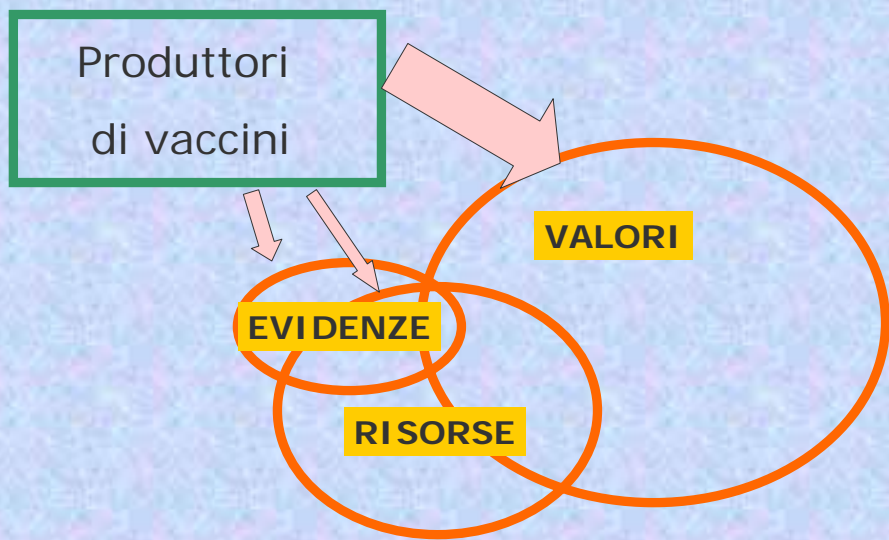 Produttori
di vaccini
VALORI
EVIDENZE
RISORSE